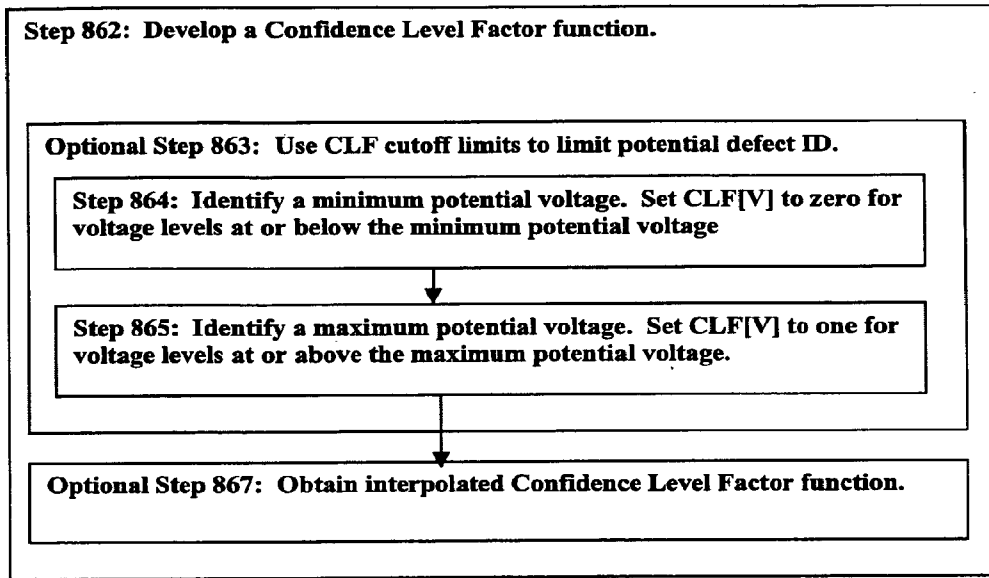 Step 862: Develop a Confidence Level Factor function.
Optional Step 863: Use CLF cutoff limits to limit potential defect ID.
Step 864: Identify a minimum potential voltage. Set CLF[V] to zero for
voltage levels at or below the minimum potential voltage
Step 865: Identify a maximum potential voltage. Set CLF[V] to one for
voltage levels at or above the maximum potential voltage.
Optional Step 867: Obtain interpolated Confidence Level Factor function.